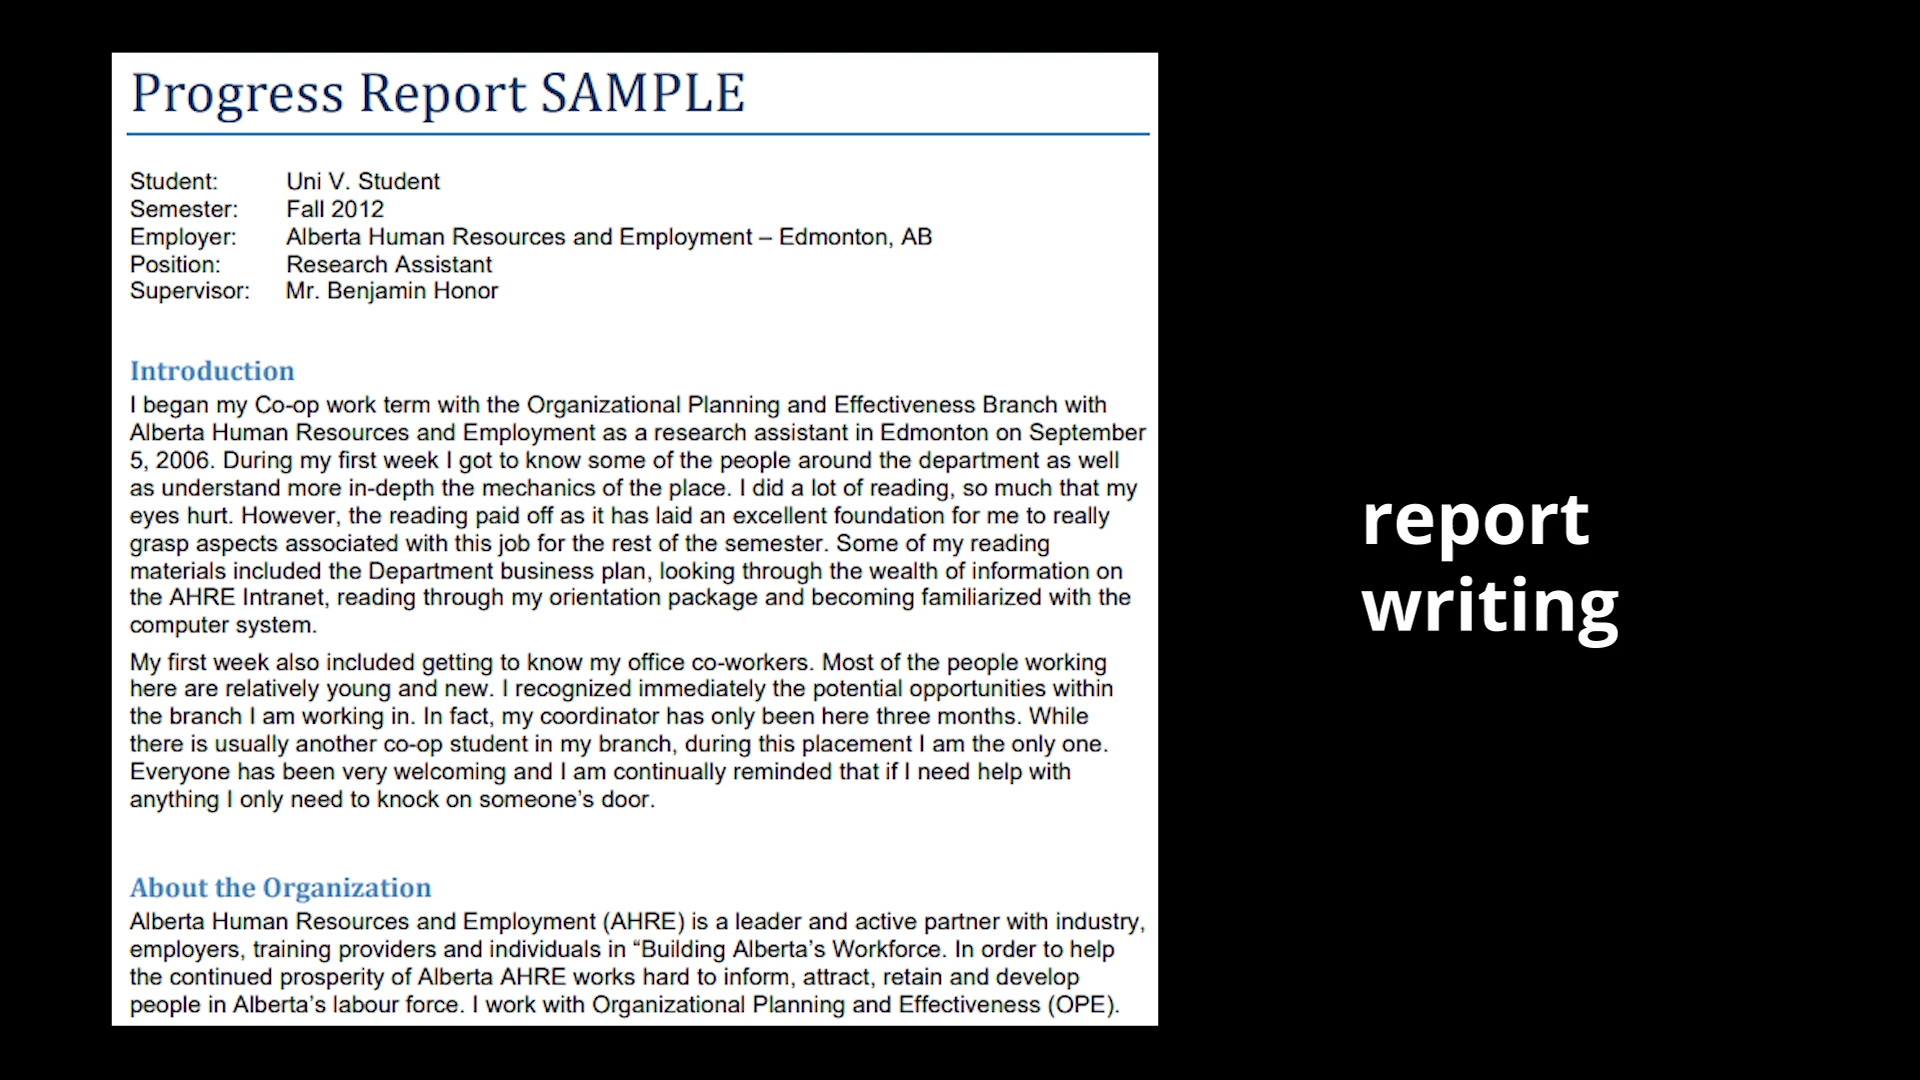 Progress Report SAMPLE
Student: Uni V. Student
Semester: Fall 2012
Employer: Alberta Human Resources and Employment – Edmonton, AB
Position: Research Assistant
Supervisor: Mr. Benjamin Honor
Introduction
I began my Co-op work term with the Organizational Planning and Effectiveness Branch with
Alberta Human Resources and Employment as a research assistant in Edmonton on September
5, 2006. During my first week I got to know some of the people around the department as well
as understand more in-depth the mechanics of the place. I did a lot of reading, so much that my
eyes hurt. However, the reading paid off as it has laid an excellent foundation for me to really
grasp aspects associated with this job for the rest of the semester. Some of my reading
materials included the Department business plan, looking through the wealth of information on
the AHRE Intranet, reading through my orientation package and becoming familiarized with the
computer system.
My first week also included getting to know my office co-workers. Most of the people working
here are relatively young and new. I recognized immediately the potential opportunities within
the branch I am working in. In fact, my coordinator has only been here three months. While
there is usually another co-op student in my branch, during this placement I am the only one.
Everyone has been very welcoming and I am continually reminded that if I need help with
anything I only need to knock on someone’s door.
About the Organization
Alberta Human Resources and Employment (AHRE) is a leader and active partner with industry,
employers, training providers and individuals in “Building Alberta’s Workforce. In order to help
the continued prosperity of Alberta AHRE works hard to inform, attract, retain and develop
people in Alberta’s labour force. I work with Organizational Planning and Effectiveness (OPE).
report
writing